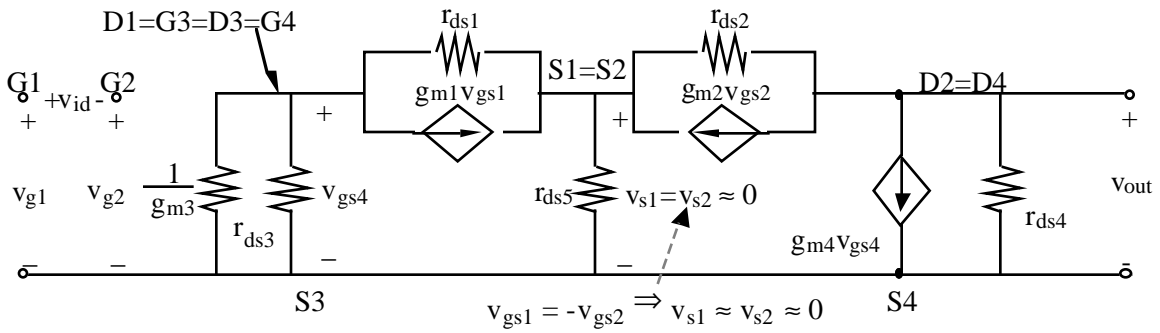 D1=G3=D3=G4
rds1
rds2
S1=S2
G1
+vid-
G2
+
gm1vgs1
+
gm2vgs2
D2=D4
+
+
+
vg1
vg2
1
gm3
rds3
vgs4
rds5
vs1=vs2 ≈ 0
gm4vgs4
rds4
vout
–
–
–
–
-
S3
S4
vgs1 = -vgs2 ⇒ vs1 ≈ vs2 ≈ 0